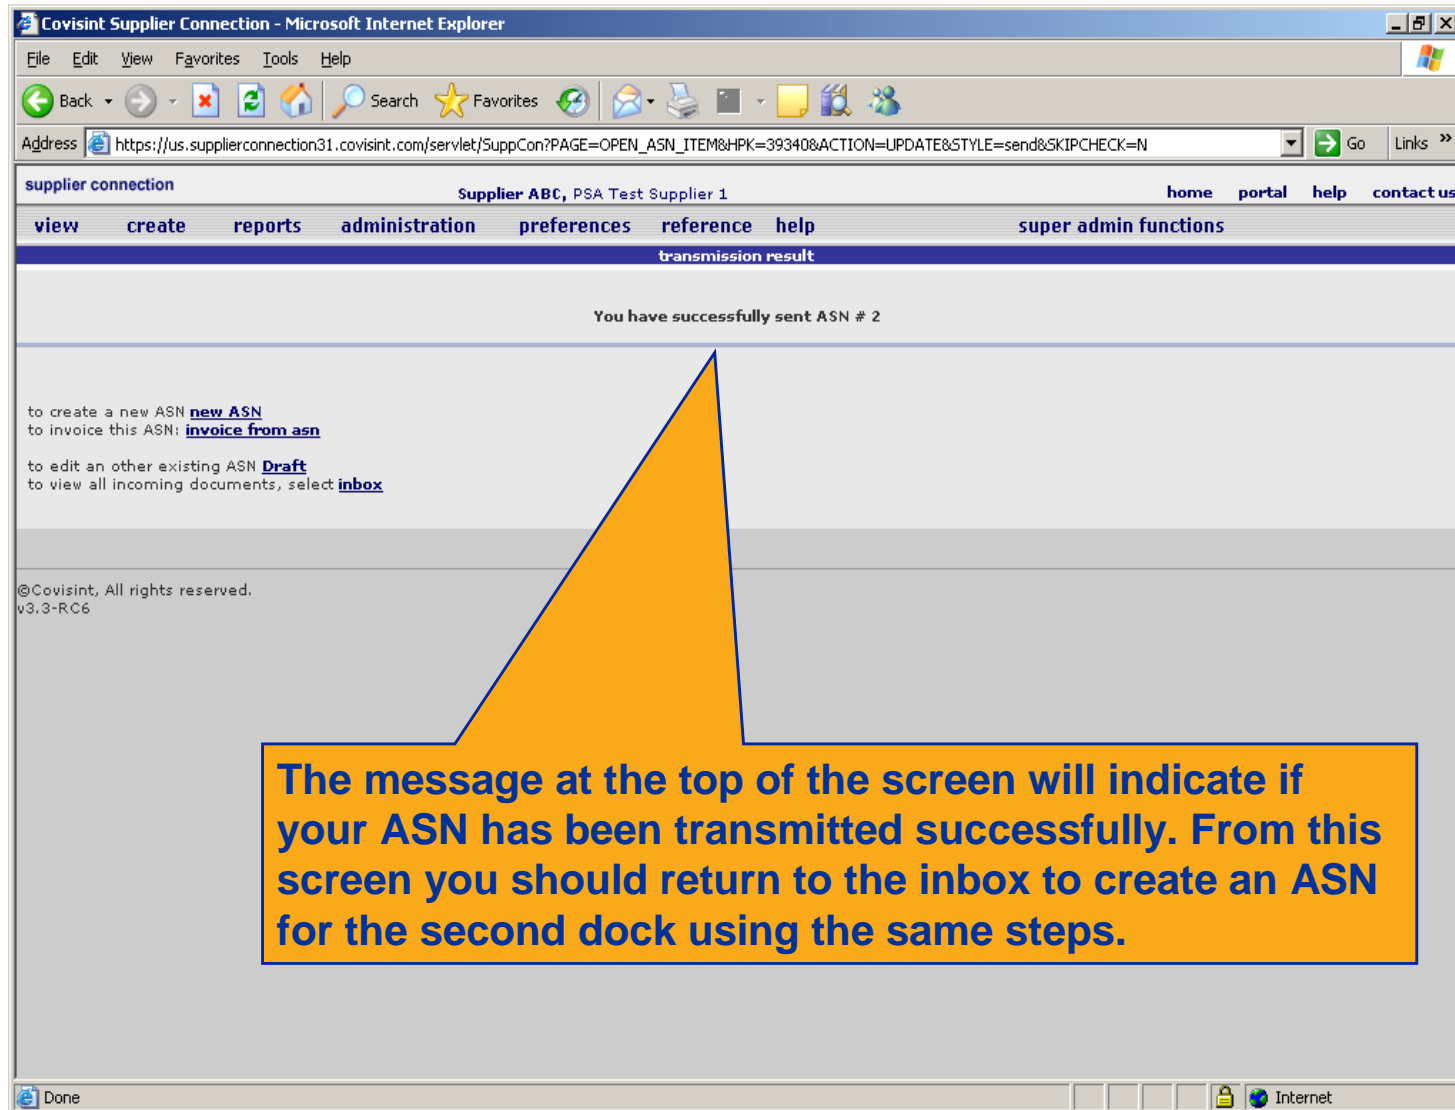 Covisint Supplier Connection - Microsoft Internet Explorer
File Edit View Favorites Tools Help
Back Search Favorites
Address https://us.supplierconnection31.covisint.com/servlet/SuppCon?PAGE=OPEN_ASN_ITEM&HPK=39340&ACTION=UPDATE&STYLE=send&SKIPCHECK=N Go Links »
supplier connection Supplier ABC, PSA Test Supplier 1 home portal help contact us
view create reports administration preferences reference help super admin functions
transmission result
You have successfully sent ASN # 2
to create a new ASN new ASN
to invoice this ASN: invoice from asn
to edit an other existing ASN Draft
to view all incoming documents, select inbox
©Covisint, All rights reserved.
v3.3-RC6
The message at the top of the screen will indicate if
your ASN has been transmitted successfully. From this
screen you should return to the inbox to create an ASN
for the second dock using the same steps.
Done Internet